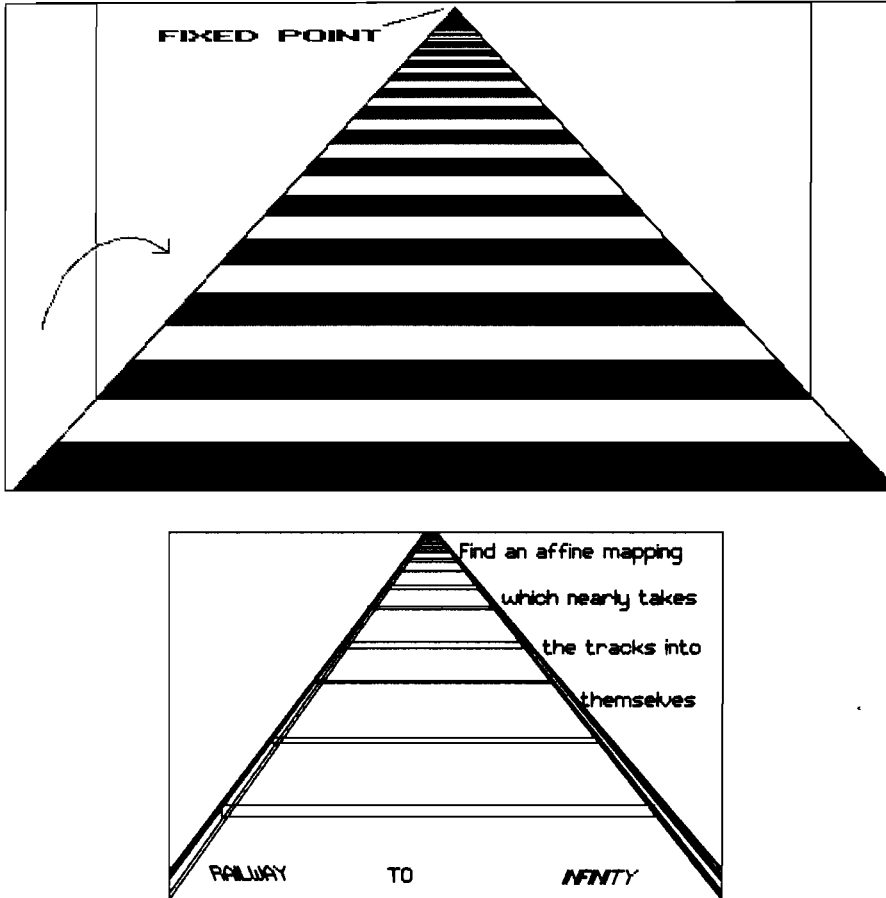 FIXED POINT
Find an affine mapping
which nearly takes
the tracks into
themselves
RAILWAY TO INFINITY